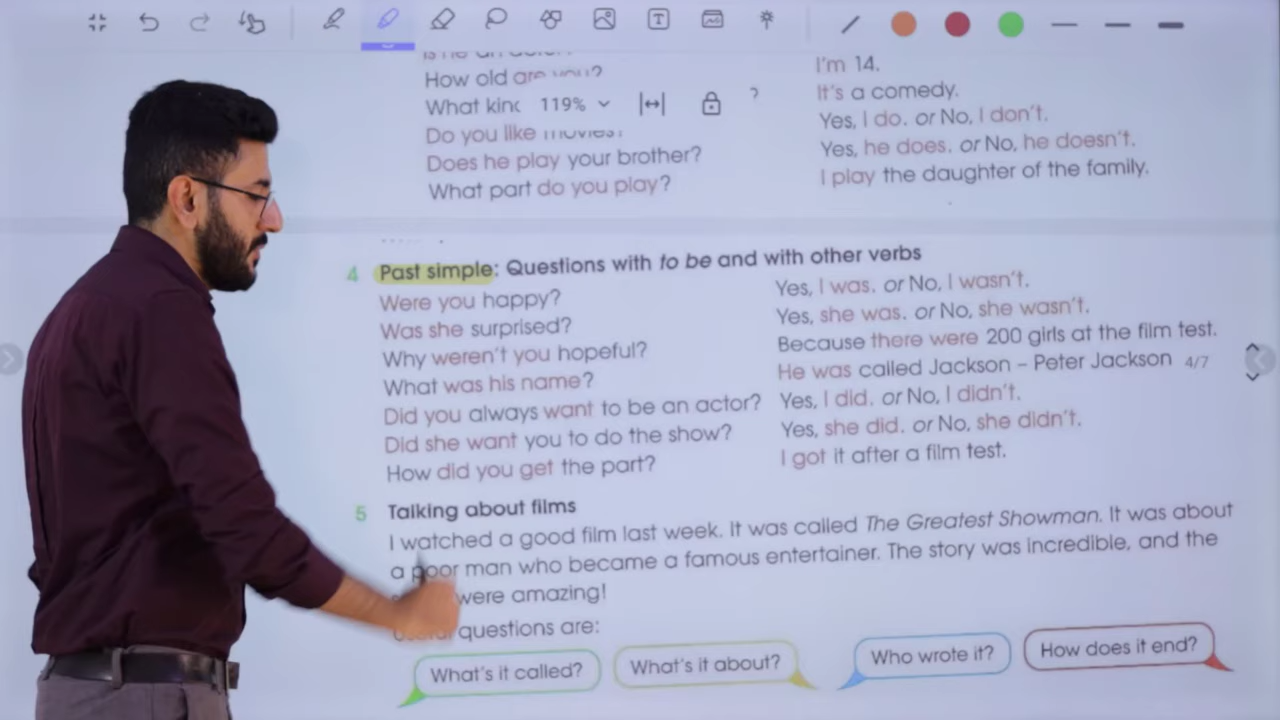 How old are you?
I'm 14.
What
119%
?
It's a comedy.
Do you like movies?
Yes, I do. or No, I don't.
Does he play your brother?
Yes, he does. or No, he doesn't.
What part do you play?
I play the daughter of the family.
4 Past simple: Questions with to be and with other verbs
Were you happy?
Yes, I was. or No, I wasn't.
Was she surprised?
Yes, she was. or No, she wasn't.
Why weren't you hopeful?
Because there were 200 girls at the film test.
What was his name?
He was called Jackson – Peter Jackson
4/7
Did you always want to be an actor?
Yes, I did. or No, I didn't.
Did she want you to do the show?
Yes, she did. or No, she didn't.
How did you get the part?
I got it after a film test.
5 Talking about films
I watched a good film last week. It was called The Greatest Showman. It was about
a poor man who became a famous entertainer. The story was incredible, and the
were amazing!
questions are:
What's it called?
What's it about?
Who wrote it?
How does it end?